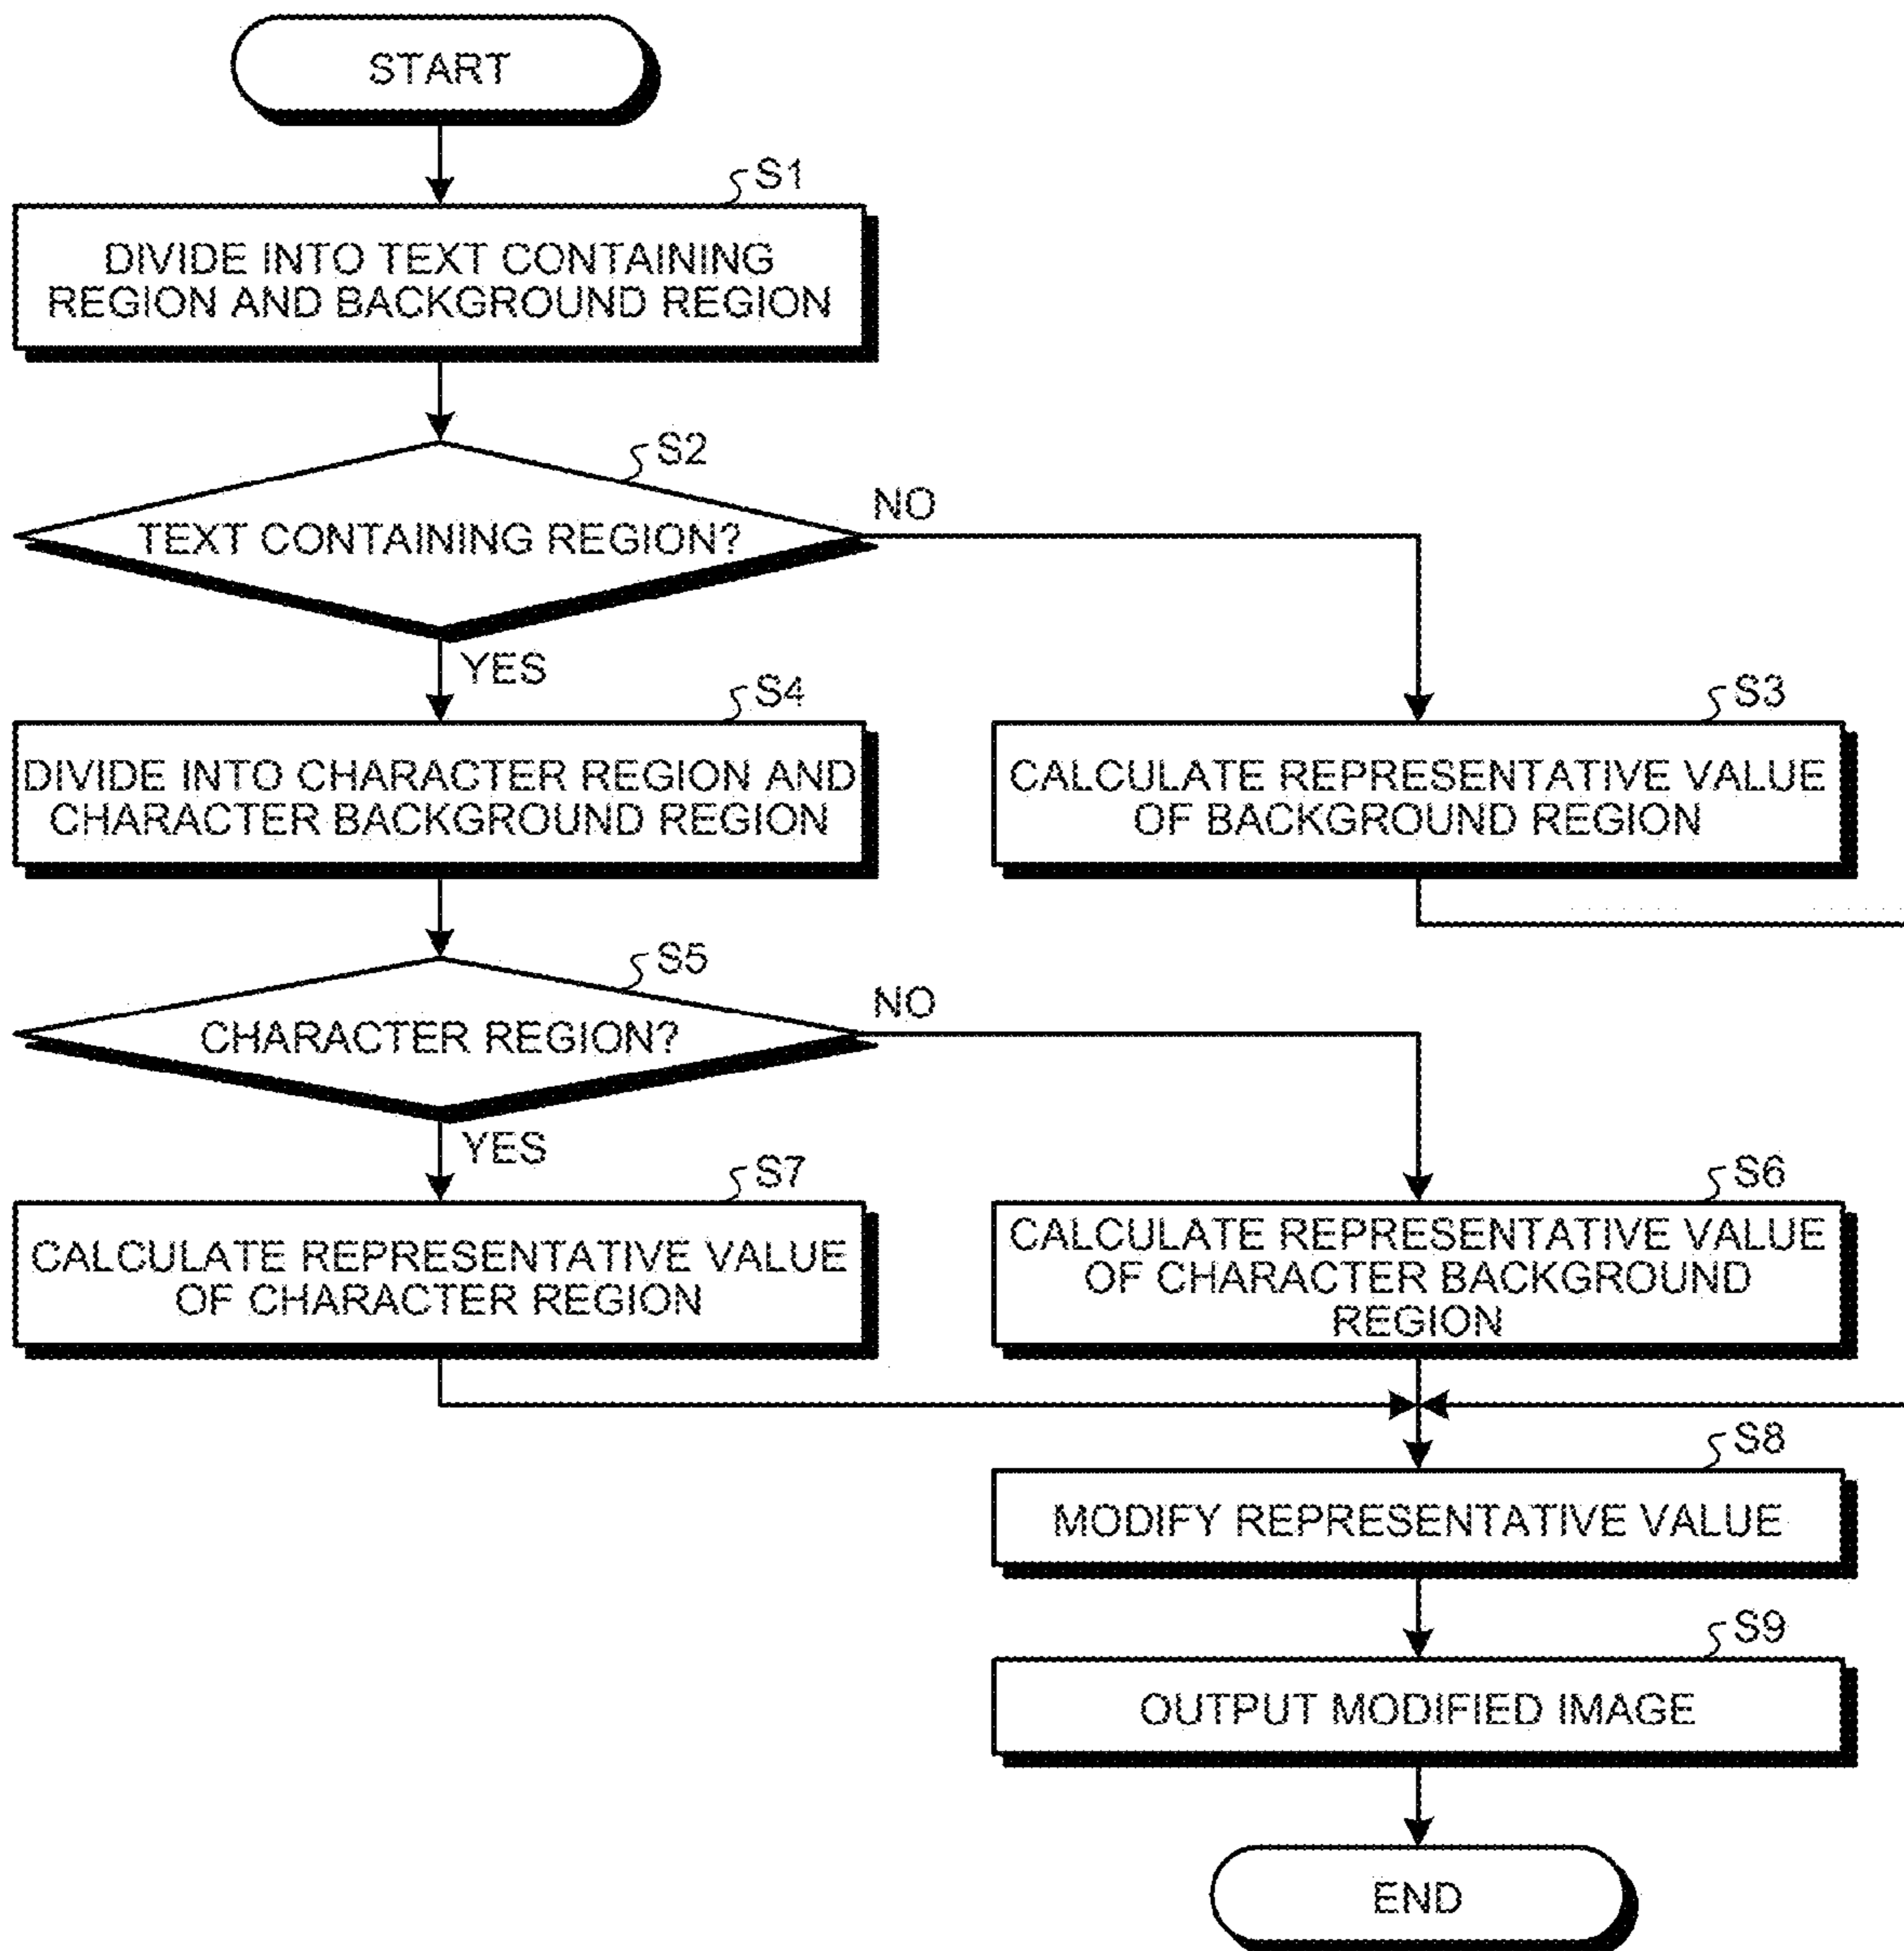 START
S1
DIVIDE INTO TEXT CONTAINING
REGION AND BACKGROUND REGION
S2
TEXT CONTAINING REGION?
NO
YES
S4
DIVIDE INTO CHARACTER REGION AND
CHARACTER BACKGROUND REGION
S3
CALCULATE REPRESENTATIVE VALUE
OF BACKGROUND REGION
S5
CHARACTER REGION?
NO
YES
S7
CALCULATE REPRESENTATIVE VALUE
OF CHARACTER REGION
S6
CALCULATE REPRESENTATIVE VALUE
OF CHARACTER BACKGROUND
REGION
S8
MODIFY REPRESENTATIVE VALUE
S9
OUTPUT MODIFIED IMAGE
END